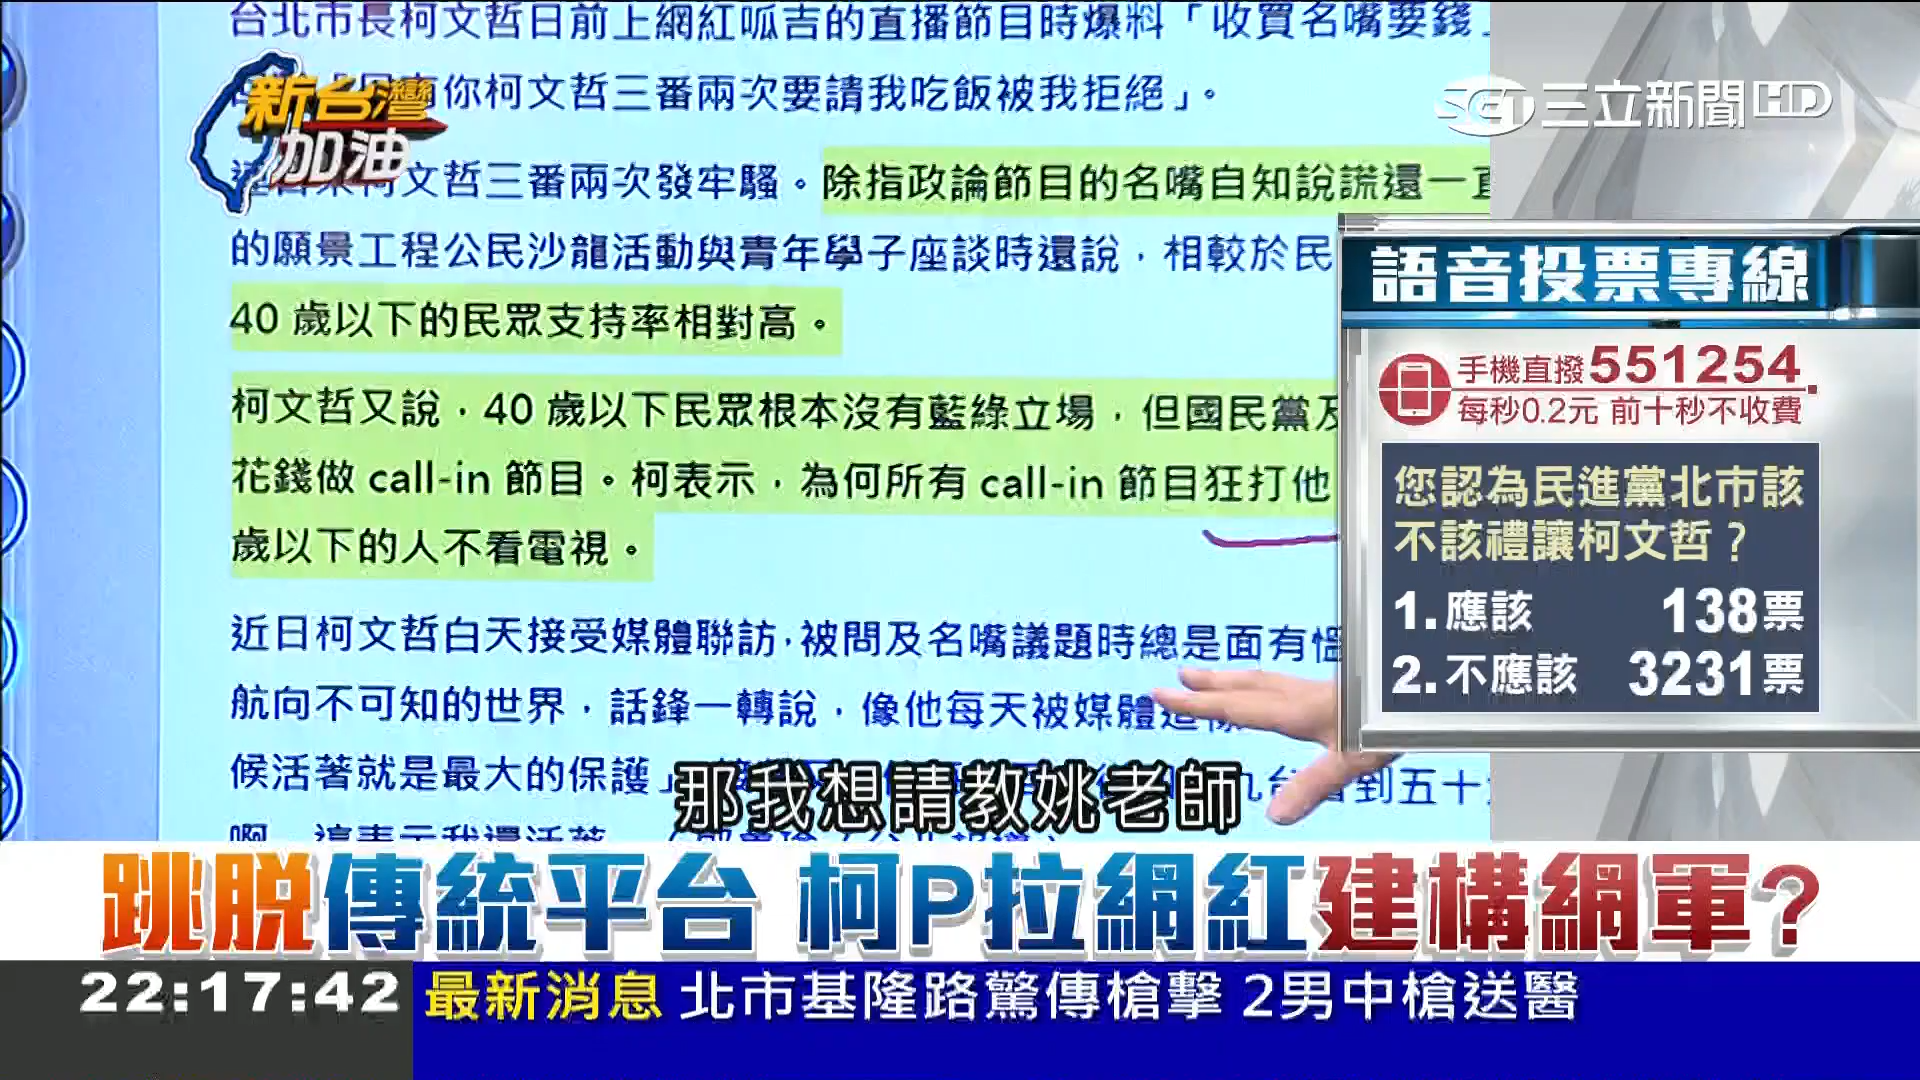 台北市長柯文哲日前上網紅呱吉的直播節目時爆料「收買名嘴要錢」
你柯文哲三番兩次要請我吃飯被我拒絕」。
新台灣
加油
SET三立新聞HD
文哲三番兩次發牢騷。除指政論節目的名嘴自知說謊還一直
的願景工程公民沙龍活動與青年學子座談時還說，相較於民
40 歲以下的民眾支持率相對高。
柯文哲又說，40 歲以下民眾根本沒有藍綠立場，但國民黨及
花錢做 call-in 節目。柯表示，為何所有 call-in 節目狂打他
歲以下的人不看電視。
近日柯文哲白天接受媒體聯訪，被問及名嘴議題時總是面有慍
航向不可知的世界，話鋒一轉說，像他每天被媒體這樣
候活著就是最大的保護」
九台看到五十
語音投票專線
手機直撥551254
每秒0.2元 前十秒不收費
您認為民進黨北市該
不該禮讓柯文哲？
1.應該 138票
2.不應該 3231票
那我想請教姚老師
跳脫傳統平台 柯P拉網紅建構網軍?
22:17:42 最新消息 北市基隆路驚傳槍擊 2男中槍送醫